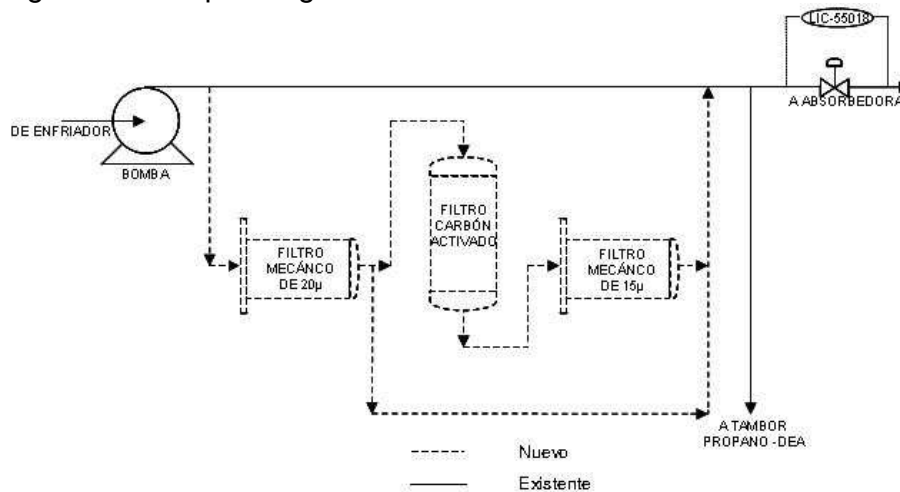 LIC-55018
A ABSORBEDORA
DE ENFRIADOR
BOMBA
FILTRO
CARBÓN
ACTIVADO
FILTRO
MECÁNCO
DE 20µ
FILTRO
MECÁNCO
DE 15µ
A TAMBOR
PROPANO -DEA
Nuevo
Existente